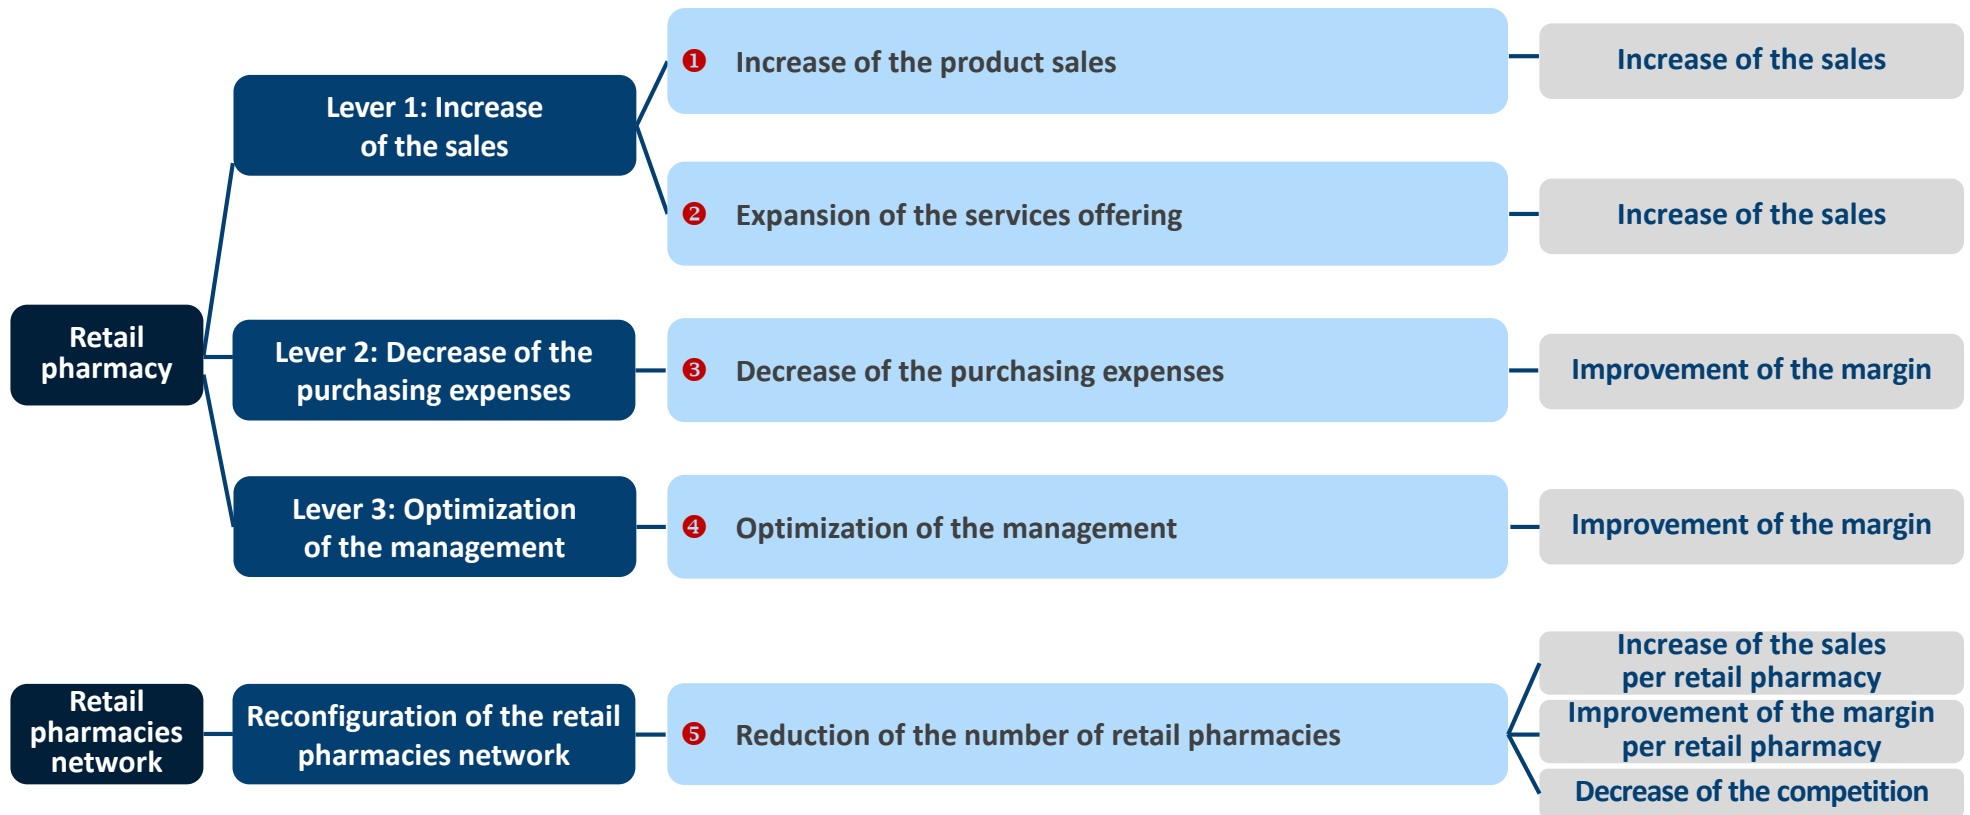 Retail
pharmacy
Lever 1: Increase
of the sales
❶ Increase of the product sales
Increase of the sales
❷ Expansion of the services offering
Increase of the sales
Lever 2: Decrease of the
purchasing expenses
❸ Decrease of the purchasing expenses
Improvement of the margin
Lever 3: Optimization
of the management
❹ Optimization of the management
Improvement of the margin
Retail
pharmacies
network
Reconfiguration of the retail
pharmacies network
❺ Reduction of the number of retail pharmacies
Increase of the sales
per retail pharmacy
Improvement of the margin
per retail pharmacy
Decrease of the competition